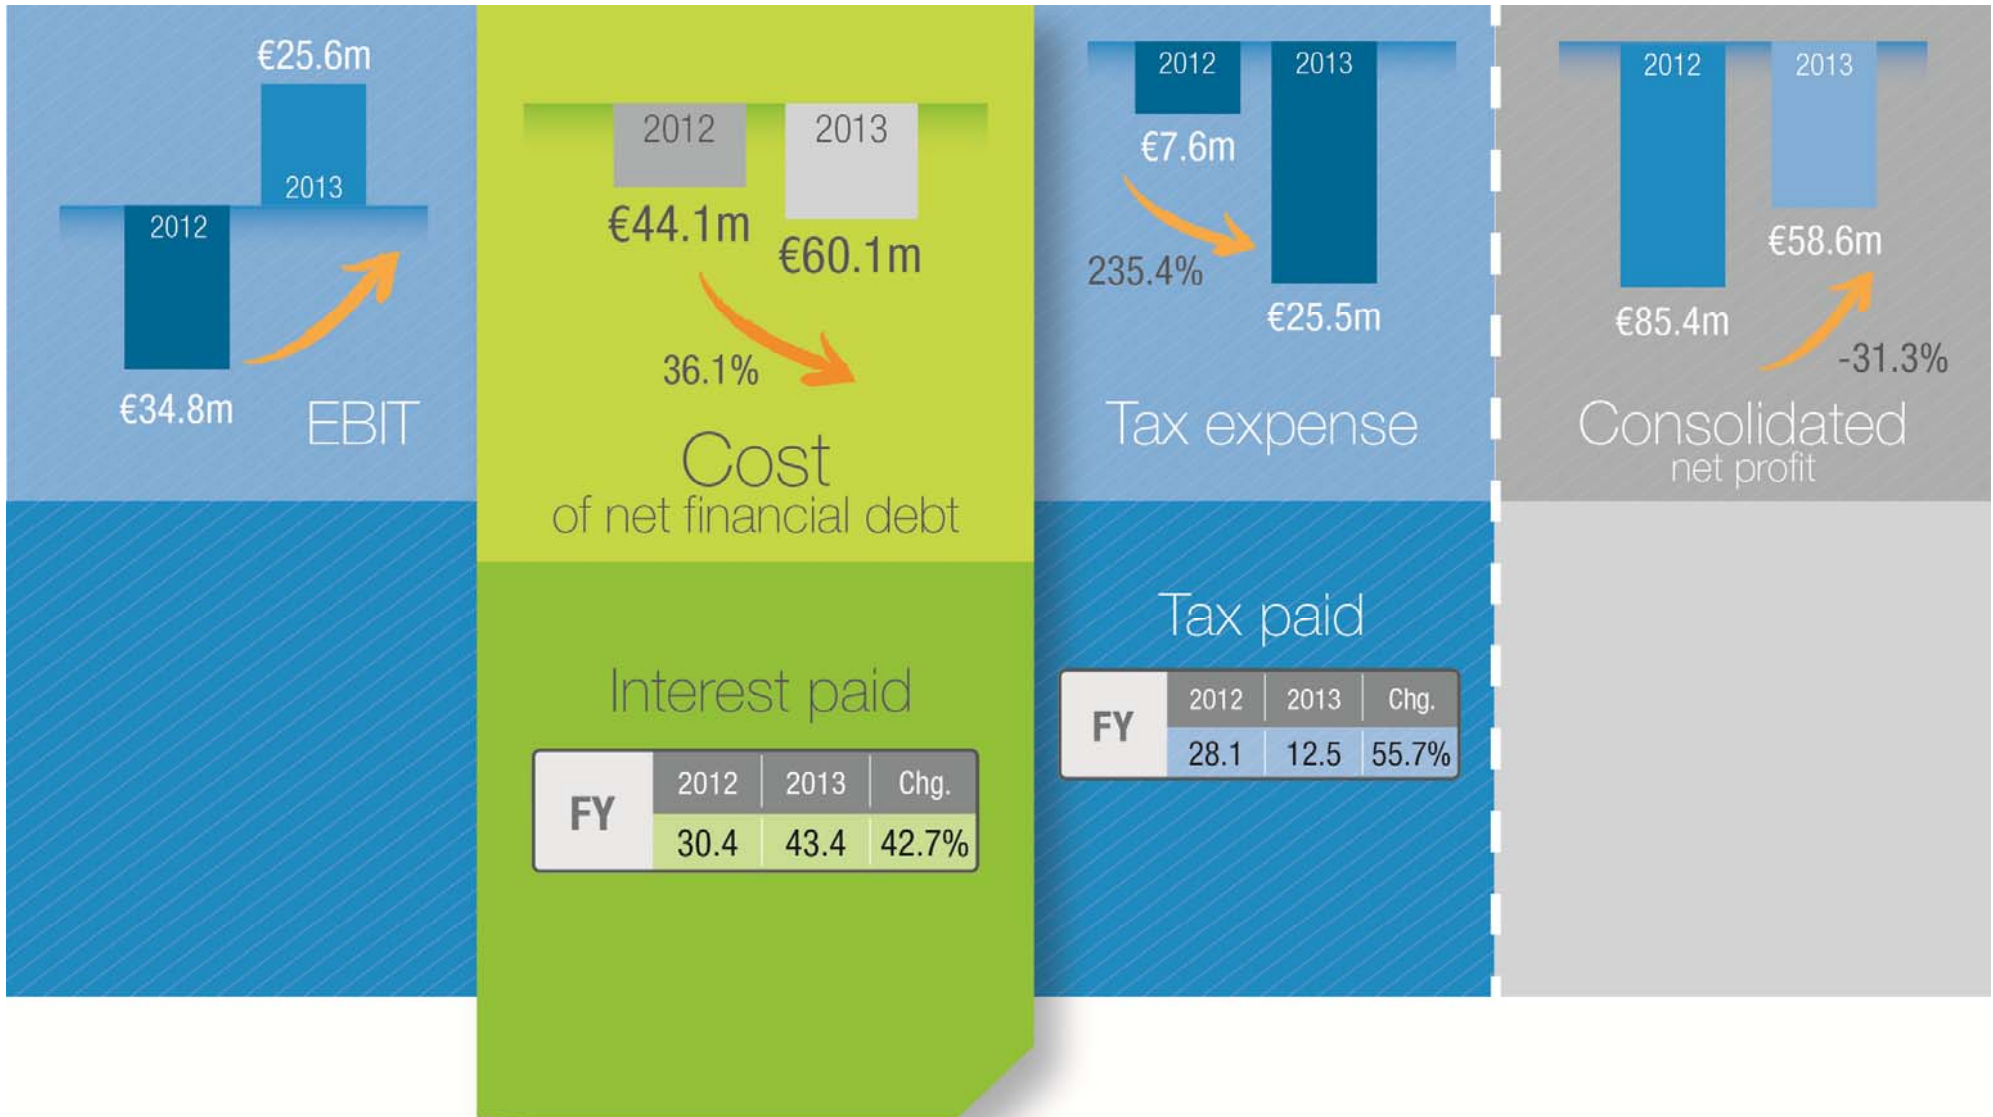 €25.6m
2013
2012
€34.8m
EBIT
2012
2013
€44.1m
€60.1m
36.1%
Cost
of net financial debt
Interest paid
FY
2012 2013 Chg.
30.4 43.4 42.7%
2012
2013
€7.6m
235.4%
€25.5m
Tax expense
Tax paid
FY
2012 2013 Chg.
28.1 12.5 55.7%
2012
2013
€58.6m
€85.4m
-31.3%
Consolidated
net profit